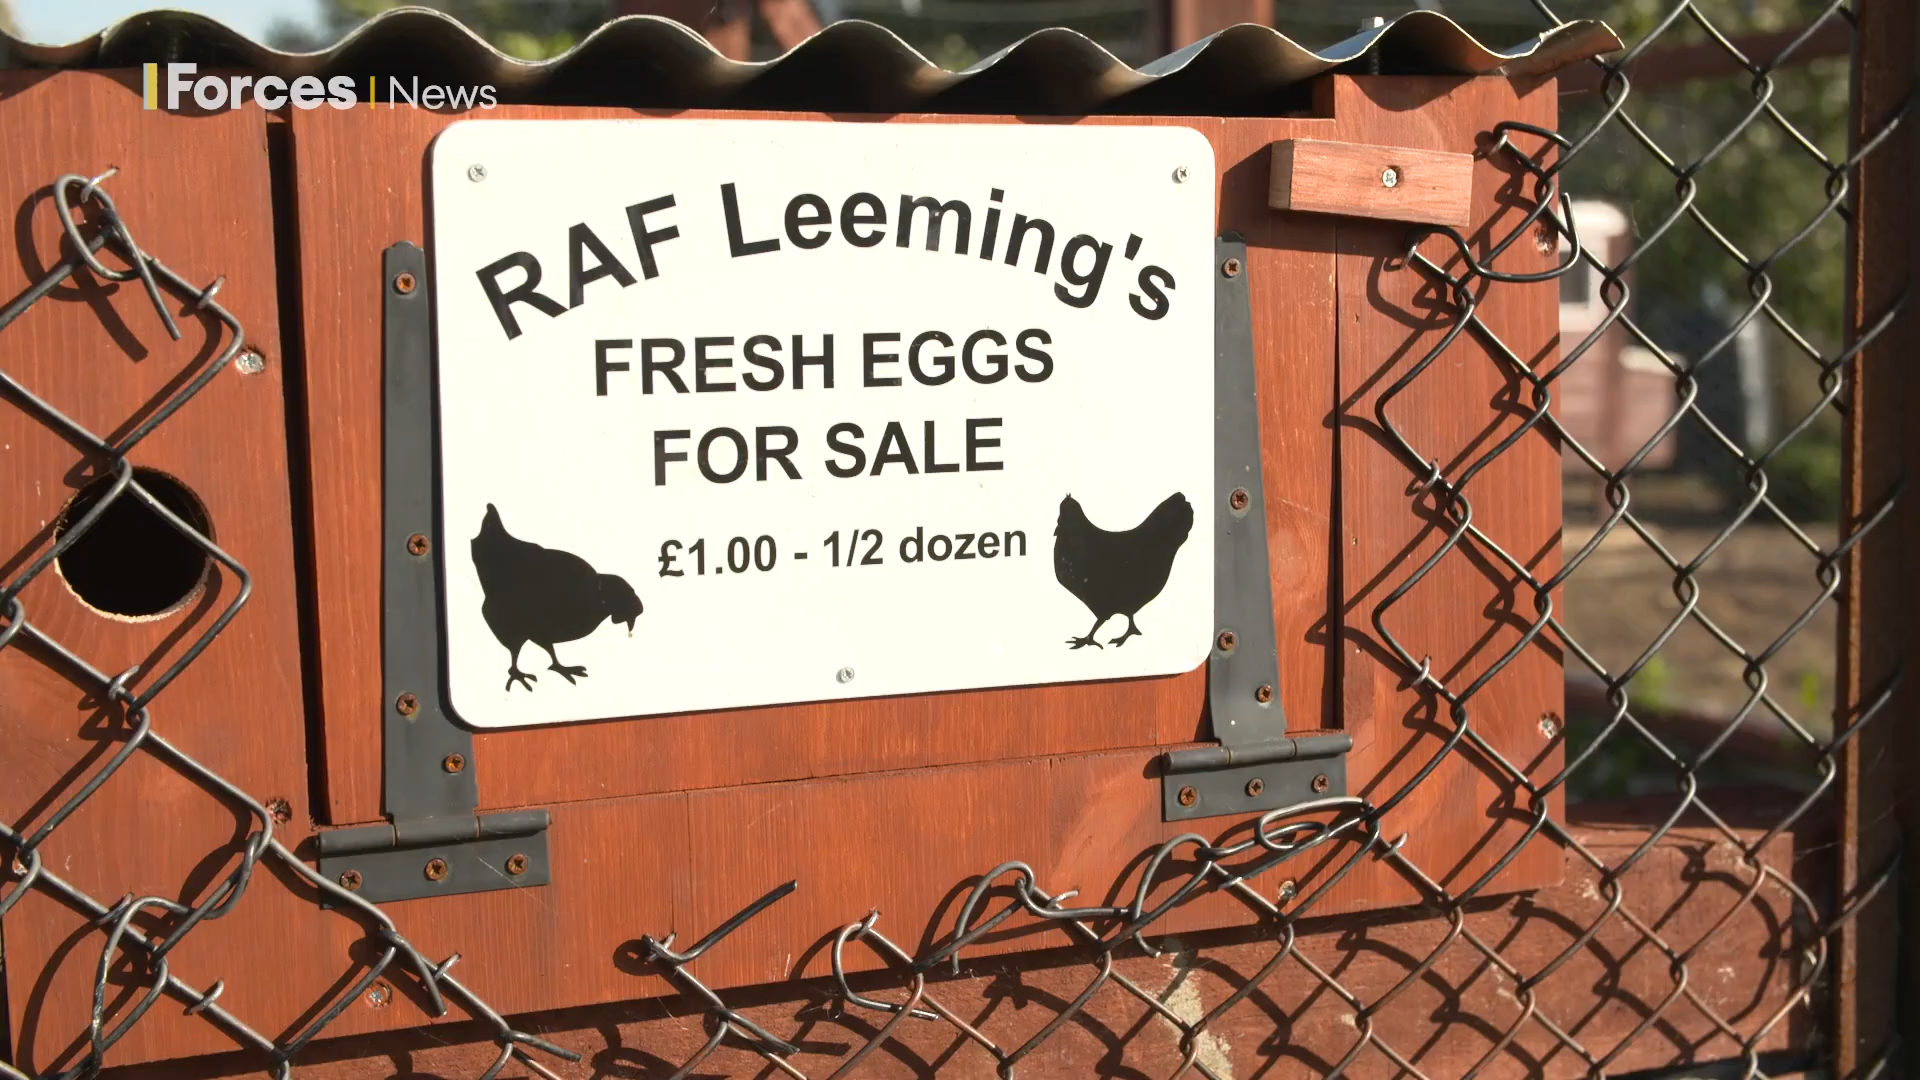 Forces News
RAF Leeming's
FRESH EGGS
FOR SALE
£1.00 - 1/2 dozen